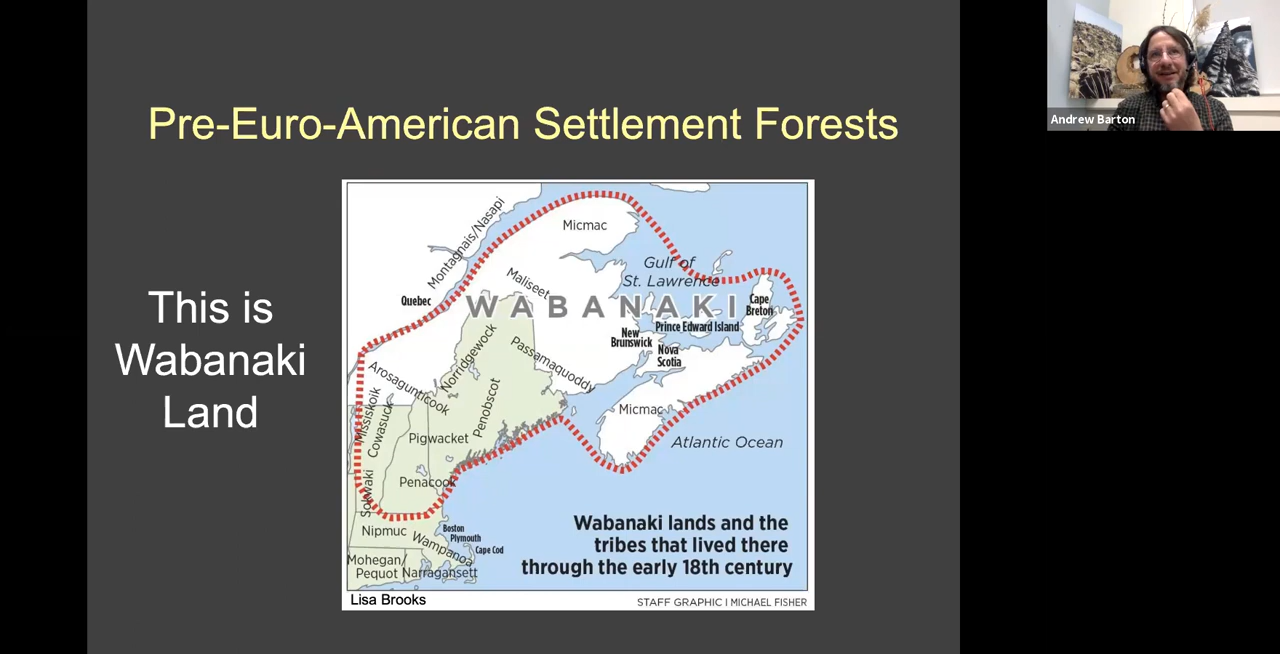 Pre-Euro-American Settlement Forests
Andrew Barton
This is
Wabanaki
Land
Montagnais/Nasapi
Micmac
Gulf of
St. Lawrence
Maliseet
Quebec
WABANAKI
Cape
Breton
Prince Edward Island
New
Brunswick
Nova
Scotia
Norridgewock
Passamaquoddy
Arosagunticook
Missiskoik
Cowasuck
Penobscot
Pigwacket
Micmac
Atlantic Ocean
Sokwaki
Penacook
Nipmuc
Boston
Plymouth
Wampanoa
Cape Cod
Mohegan/
Pequot
Narragansett
Wabanaki lands and the
tribes that lived there
through the early 18th century
Lisa Brooks
STAFF GRAPHIC | MICHAEL FISHER